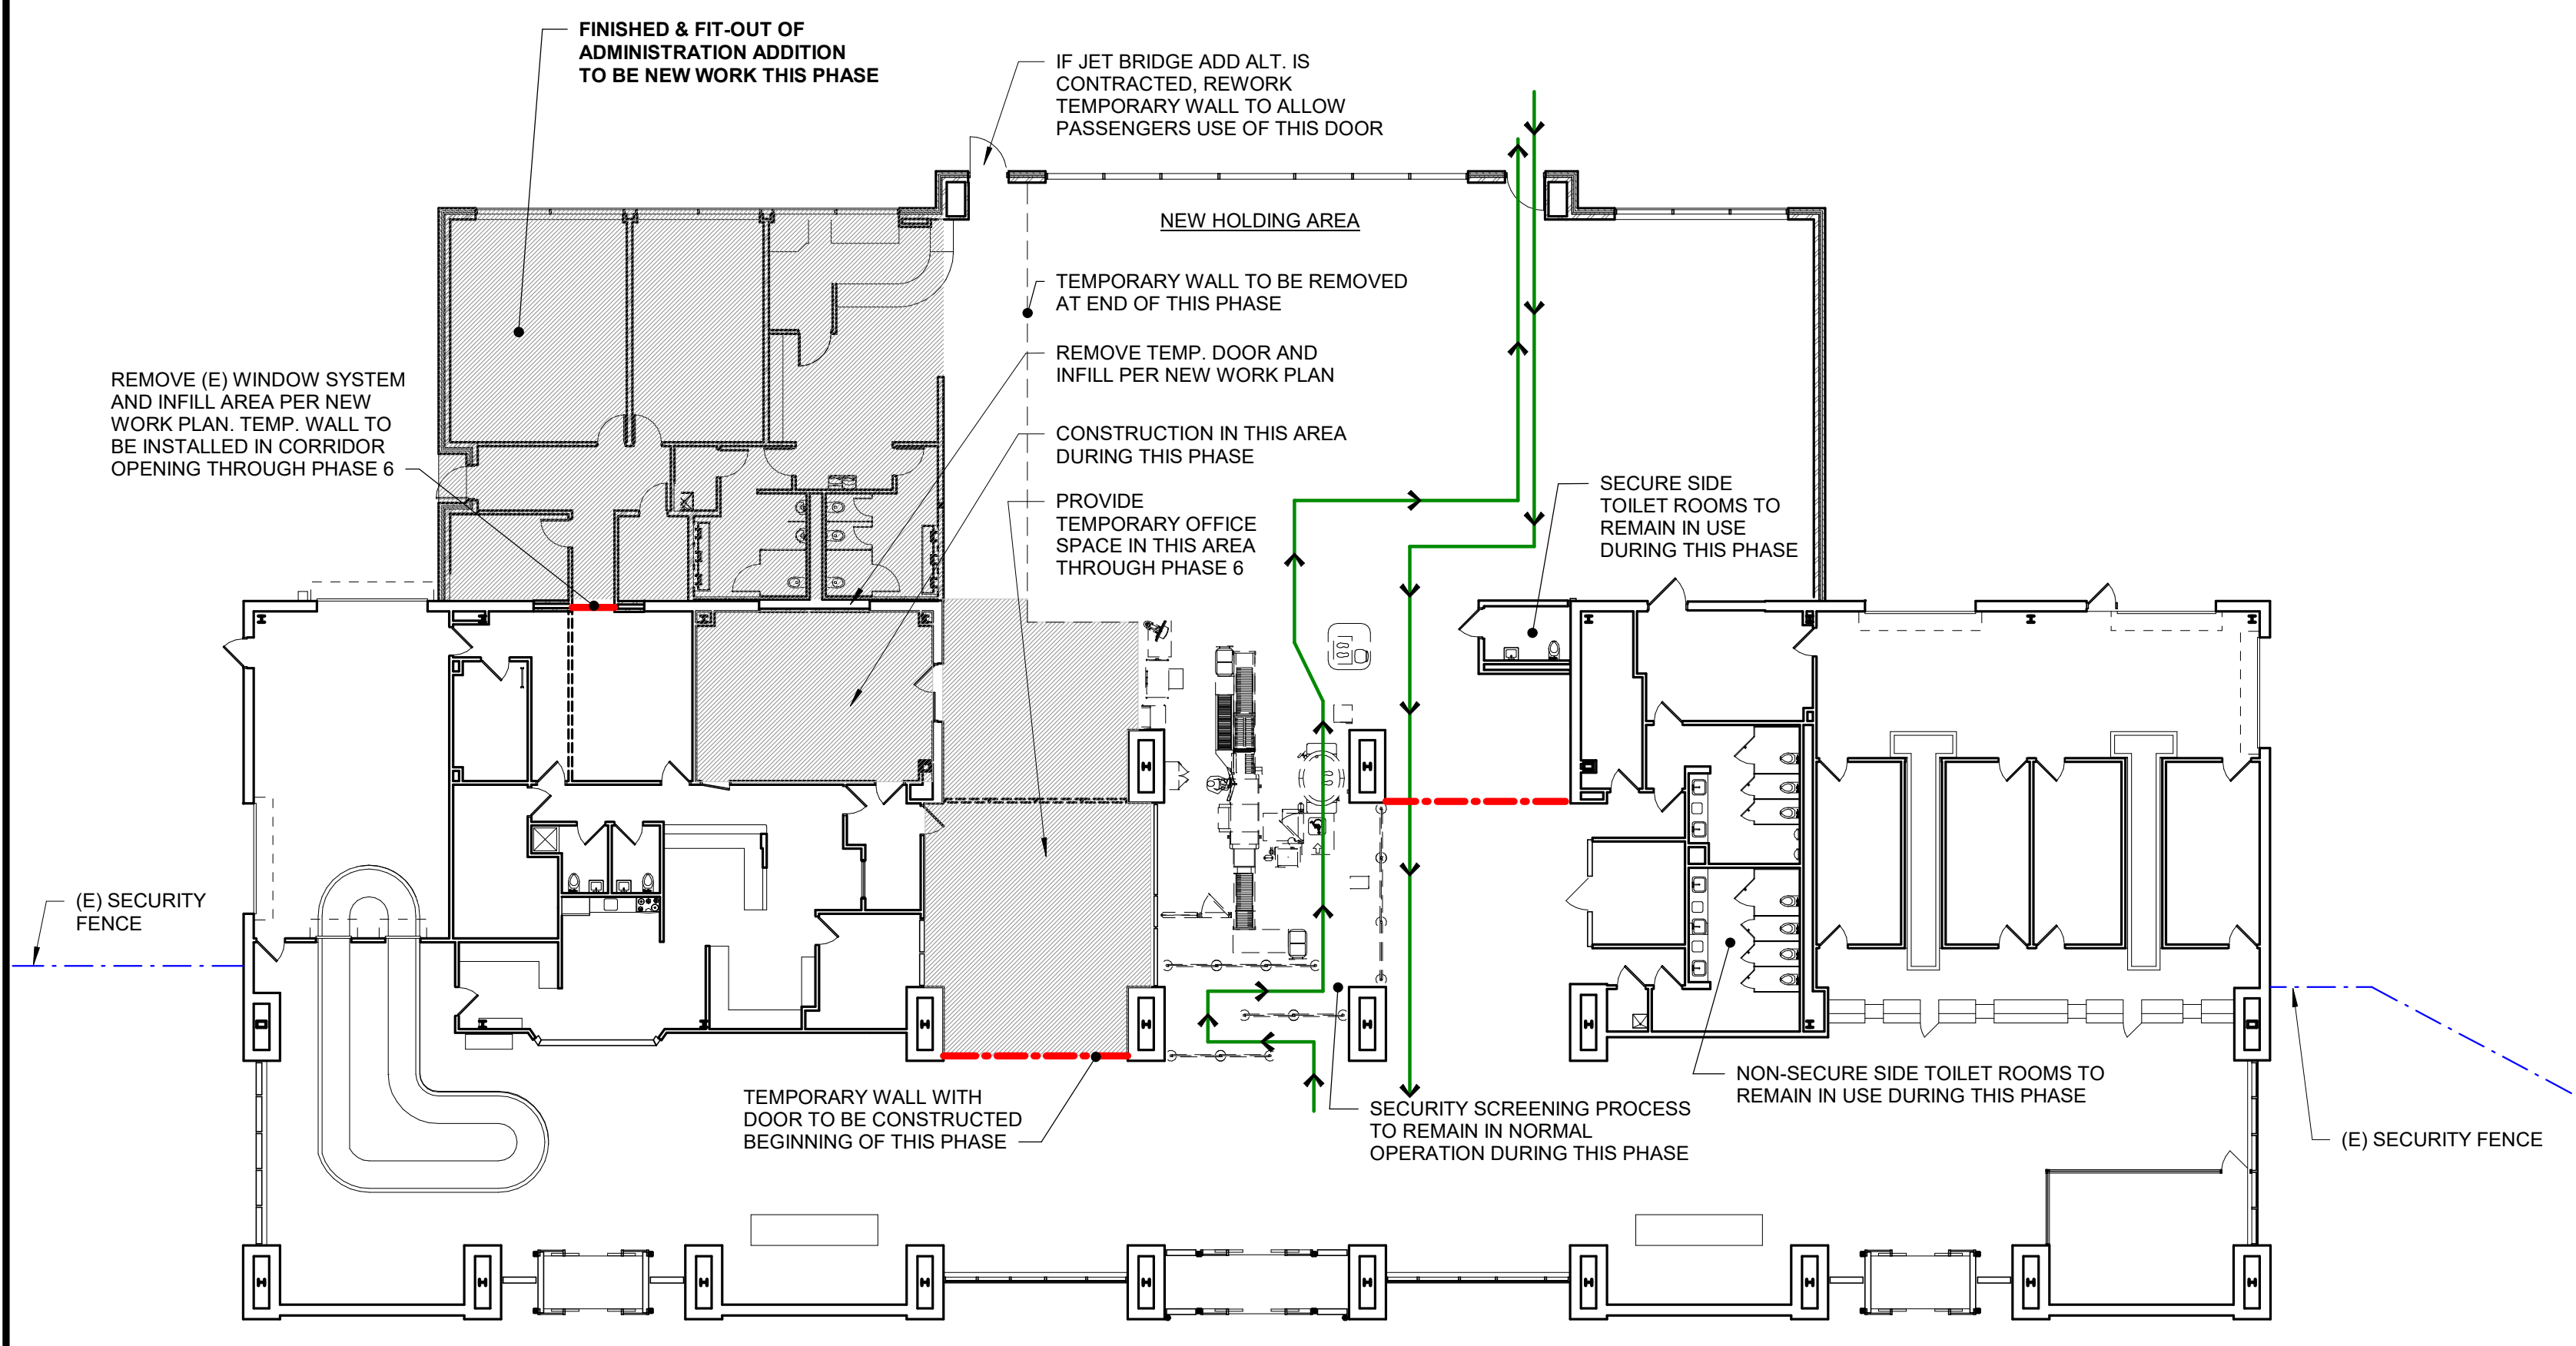 FINISHED & FIT-OUT OF
ADMINISTRATION ADDITION
TO BE NEW WORK THIS PHASE
IF JET BRIDGE ADD ALT. IS
CONTRACTED, REWORK
TEMPORARY WALL TO ALLOW
PASSENGERS USE OF THIS DOOR
NEW HOLDING AREA
TEMPORARY WALL TO BE REMOVED
AT END OF THIS PHASE
REMOVE TEMP. DOOR AND
INFILL PER NEW WORK PLAN
REMOVE (E) WINDOW SYSTEM
AND INFILL AREA PER NEW
WORK PLAN. TEMP. WALL TO
BE INSTALLED IN CORRIDOR
OPENING THROUGH PHASE 6
CONSTRUCTION IN THIS AREA
DURING THIS PHASE
PROVIDE
TEMPORARY OFFICE
SPACE IN THIS AREA
THROUGH PHASE 6
SECURE SIDE
TOILET ROOMS TO
REMAIN IN USE
DURING THIS PHASE
(E) SECURITY
FENCE
TEMPORARY WALL WITH
DOOR TO BE CONSTRUCTED
BEGINNING OF THIS PHASE
SECURITY SCREENING PROCESS
TO REMAIN IN NORMAL
OPERATION DURING THIS PHASE
NON-SECURE SIDE TOILET ROOMS TO
REMAIN IN USE DURING THIS PHASE
(E) SECURITY FENCE